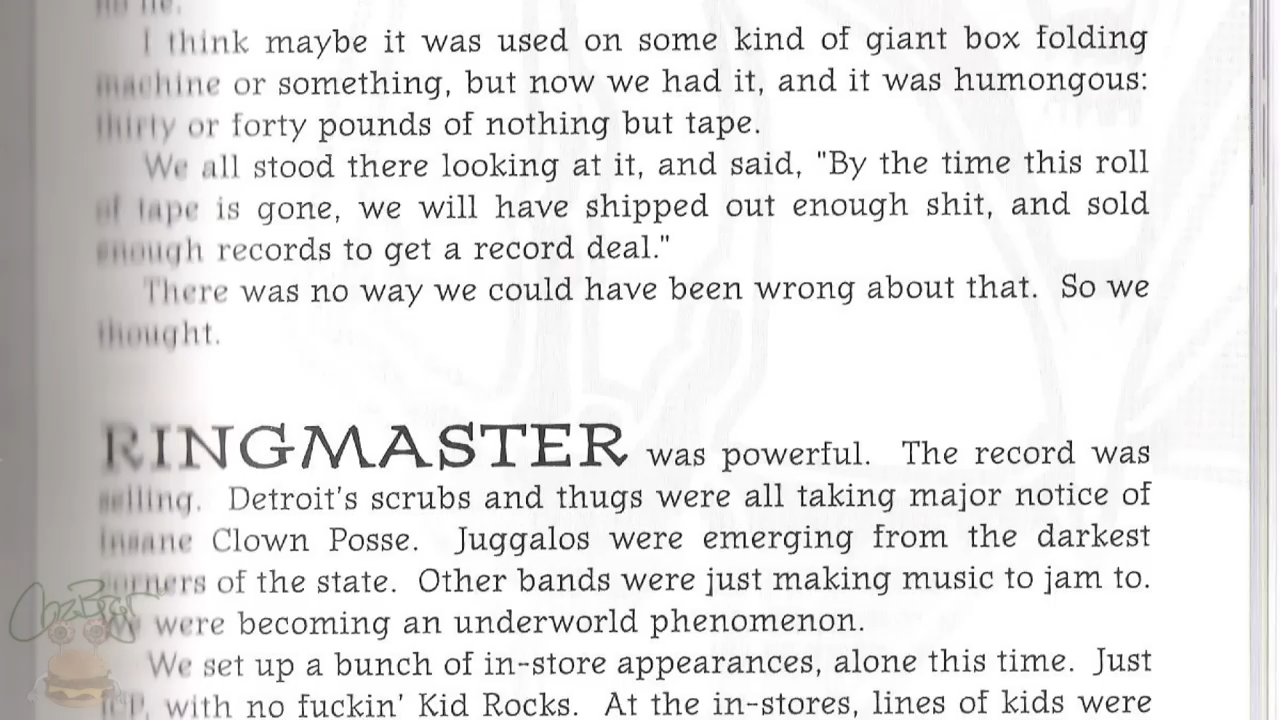 no lie.
I think maybe it was used on some kind of giant box folding
machine or something, but now we had it, and it was humongous:
thirty or forty pounds of nothing but tape.
We all stood there looking at it, and said, "By the time this roll
of tape is gone, we will have shipped out enough shit, and sold
enough records to get a record deal."
There was no way we could have been wrong about that. So we
thought.
RINGMASTER was powerful. The record was
selling. Detroit's scrubs and thugs were all taking major notice of
Insane Clown Posse. Juggalos were emerging from the darkest
corners of the state. Other bands were just making music to jam to.
We were becoming an underworld phenomenon.
We set up a bunch of in-store appearances, alone this time. Just
ICP, with no fuckin' Kid Rocks. At the in-stores, lines of kids were